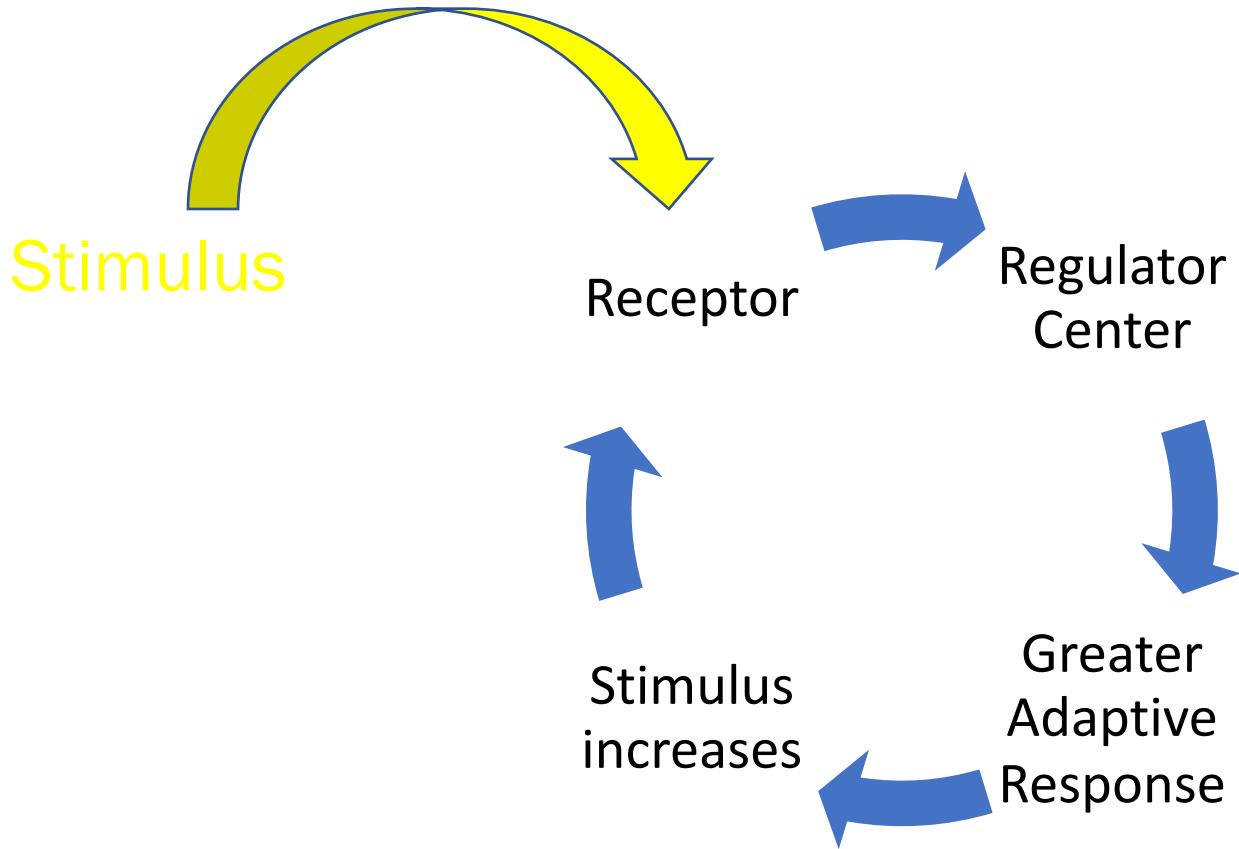 Stimulus
Receptor
Regulator
Center
Greater
Adaptive
Response
Stimulus
increases